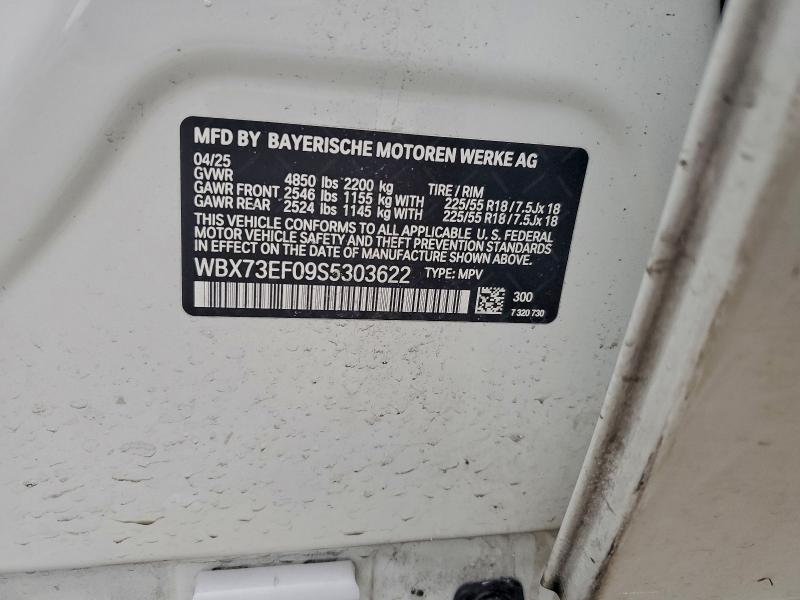 MFD BY BAYERISCHE MOTOREN WERKE AG
04/25
GVWR 4850 lbs 2200 kg TIRE / RIM
GAWR FRONT 2546 lbs 1155 kg WITH 225/55 R18 / 7.5Jx 18
GAWR REAR 2524 lbs 1145 kg WITH 225/55 R18 / 7.5Jx 18
THIS VEHICLE CONFORMS TO ALL APPLICABLE U.S. FEDERAL
MOTOR VEHICLE SAFETY AND THEFT PREVENTION STANDARDS
IN EFFECT ON THE DATE OF MANUFACTURE SHOWN ABOVE.
WBX73EF09S5303622 TYPE: MPV
300
7 320 730